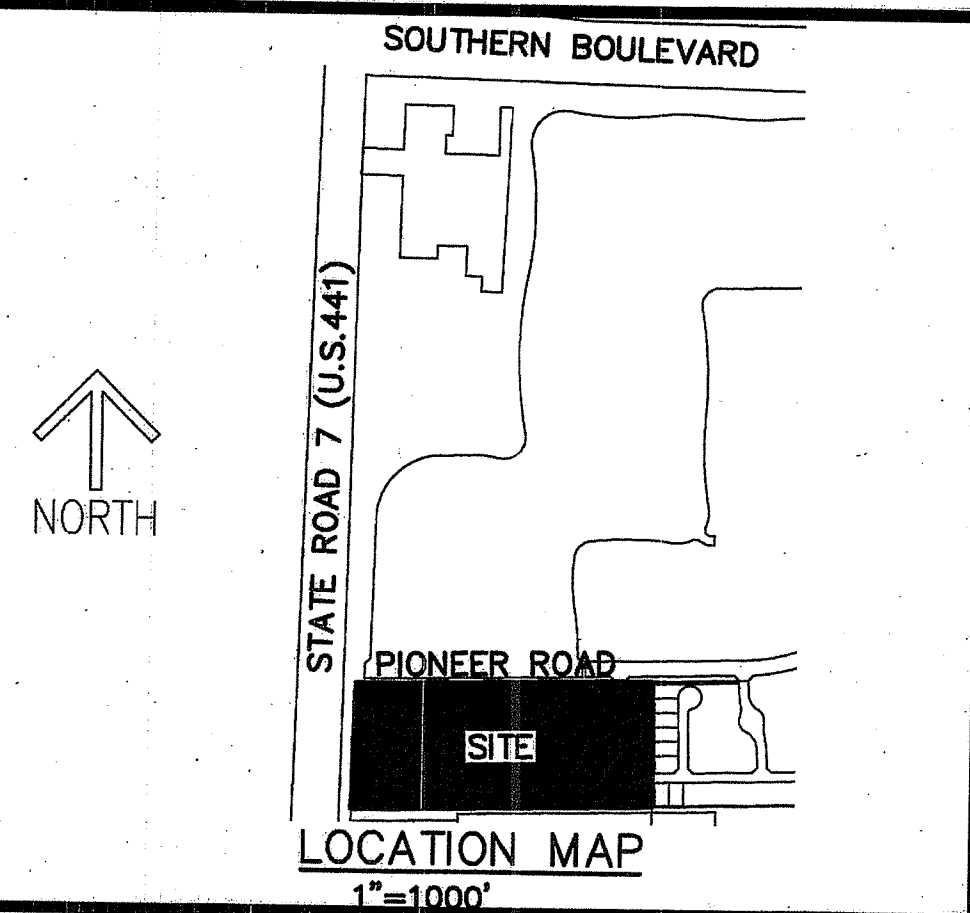 SOUTHERN BOULEVARD
STATE ROAD 7 (U.S.441)
NORTH
PIONEER ROAD
SITE
LOCATION MAP
1"=1000'